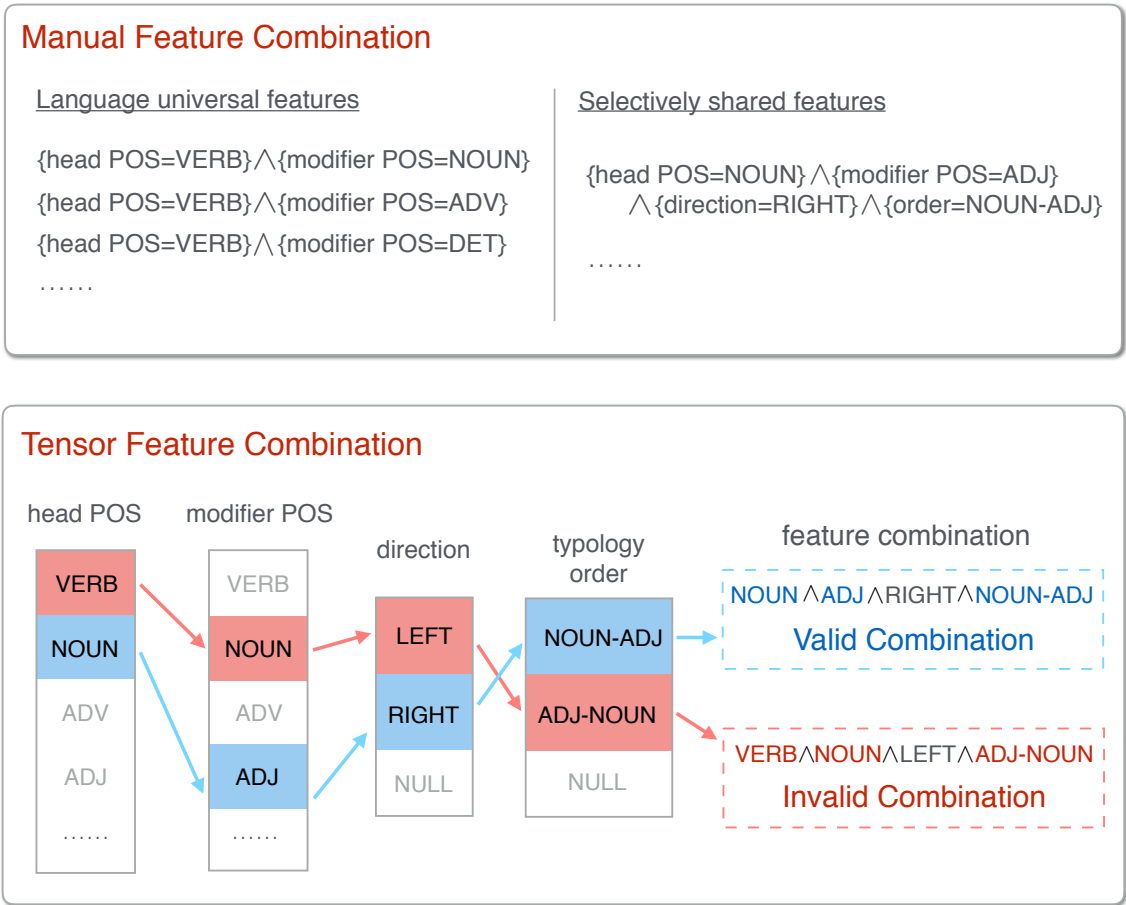 Manual Feature Combination
Language universal features
{head POS=VERB}∧{modifier POS=NOUN}
{head POS=VERB}∧{modifier POS=ADV}
{head POS=VERB}∧{modifier POS=DET}
......
Selectively shared features
{head POS=NOUN}∧{modifier POS=ADJ}
∧{direction=RIGHT}∧{order=NOUN-ADJ}
......
Tensor Feature Combination
head POS
VERB
NOUN
ADV
ADJ
......
modifier POS
VERB
NOUN
ADV
ADJ
......
direction
LEFT
RIGHT
NULL
typology
order
NOUN-ADJ
ADJ-NOUN
NULL
feature combination
NOUN∧ADJ∧RIGHT∧NOUN-ADJ
Valid Combination
VERB∧NOUN∧LEFT∧ADJ-NOUN
Invalid Combination